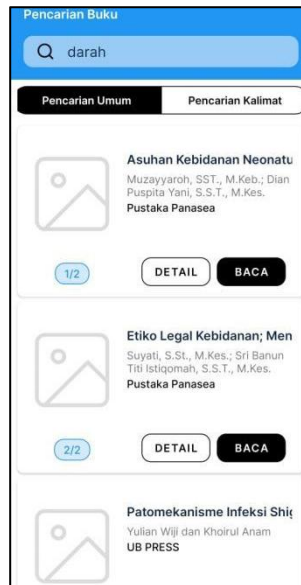 Pencarian Buku
darah
Pencarian Umum
Pencarian Kalimat
Asuhan Kebidanan Neonatu
Muzayyaroh, SST., M.Keb.; Dian
Puspita Yani, S.S.T., M.Kes.
Pustaka Panasea
1/2
DETAIL
BACA
Etiko Legal Kebidanan; Men
Suyati, S.St., M.Kes.; Sri Banun
Titi Istiqomah, S.S.T., M.Kes.
Pustaka Panasea
2/2
DETAIL
BACA
Patomekanisme Infeksi Shig
Yulian Wiji dan Khoirul Anam
UB PRESS